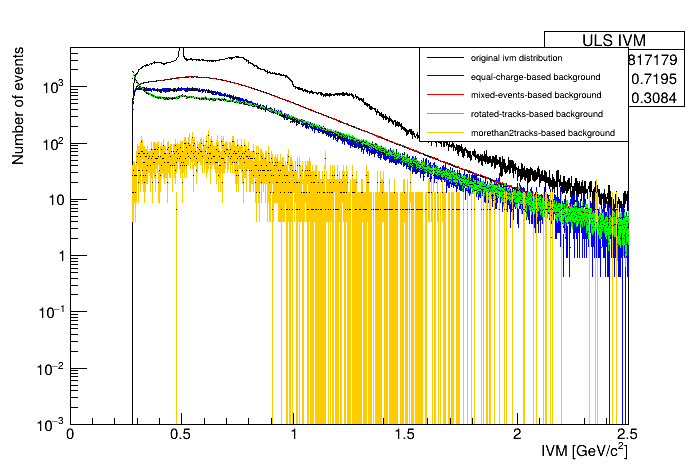 ULS IVM
817179
0.7195
0.3084
original ivm distribution
equal-charge-based background
mixed-events-based background
rotated-tracks-based background
morethan2tracks-based background
Number of events
10³
10²
10
1
10⁻¹
10⁻²
10⁻³
0 0.5 1 1.5 2 2.5
IVM [GeV/c²]